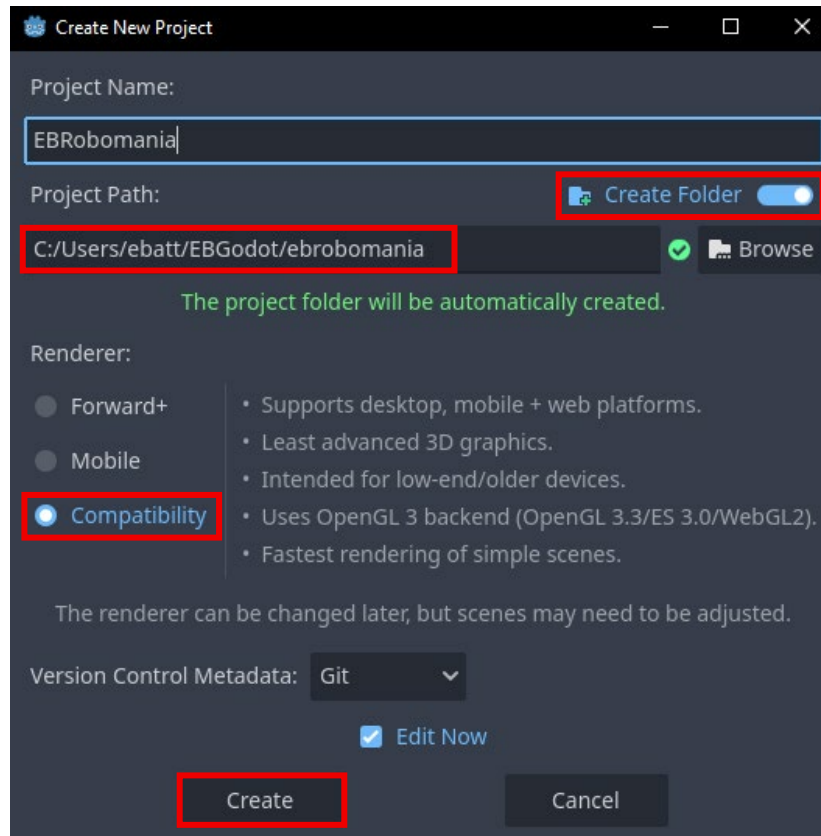 Create New Project
Project Name:
EBRobomania
Project Path:
Create Folder
C:/Users/ebatt/EBGodot/ebrobomania
Browse
The project folder will be automatically created.
Renderer:
Forward+
Mobile
Compatibility
• Supports desktop, mobile + web platforms.
• Least advanced 3D graphics.
• Intended for low-end/older devices.
• Uses OpenGL 3 backend (OpenGL 3.3/ES 3.0/WebGL2).
• Fastest rendering of simple scenes.
The renderer can be changed later, but scenes may need to be adjusted.
Version Control Metadata: Git
Edit Now
Create
Cancel